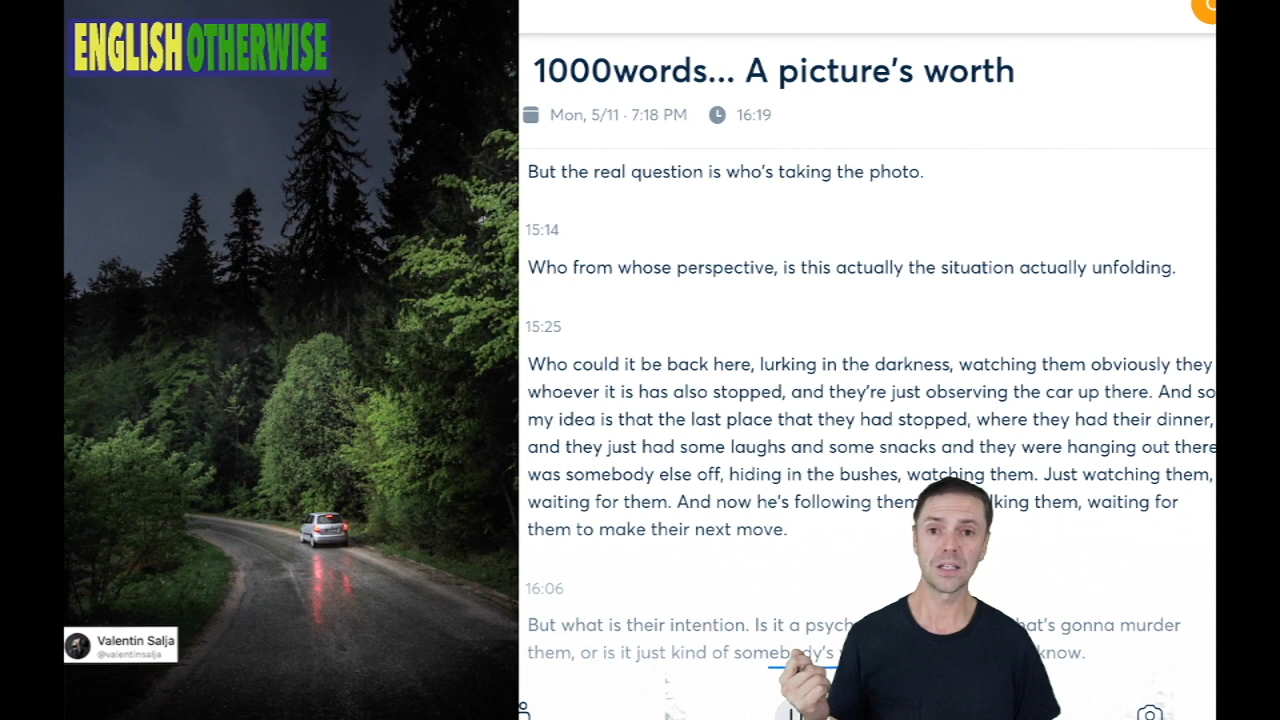 ENGLISH OTHERWISE
1000words... A picture's worth
Mon, 5/11 · 7:18 PM 16:19
But the real question is who's taking the photo.
15:14
Who from whose perspective, is this actually the situation actually unfolding.
15:25
Who could it be back here, lurking in the darkness, watching them obviously they
whoever it is has also stopped, and they're just observing the car up there. And so
my idea is that the last place that they had stopped, where they had their dinner,
and they just had some laughs and some snacks and they were hanging out there
was somebody else off, hiding in the bushes, watching them. Just watching them,
waiting for them. And now he's following them lking them, waiting for
them to make their next move.
16:06
But what is their intention. Is it a psych hat's gonna murder
them, or is it just kind of somebody's know.
Valentin Salja
@valentinsalja